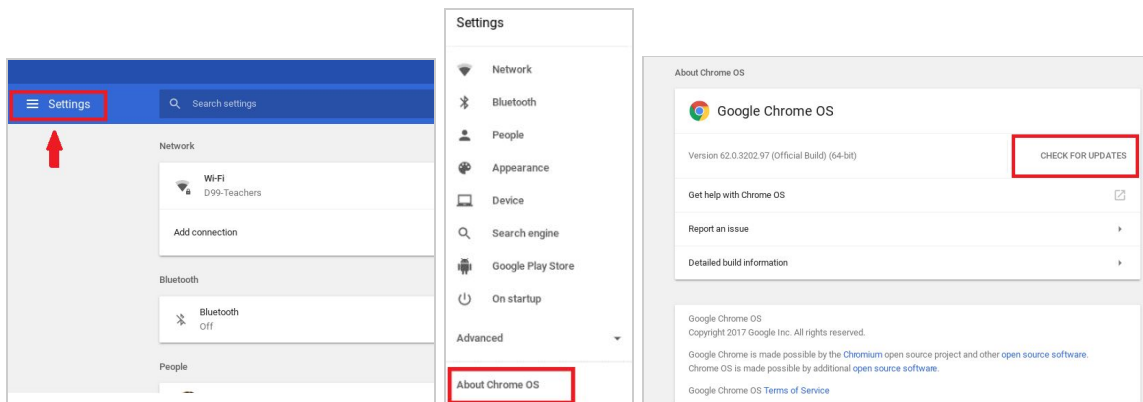 Settings
Search settings
Network
Wi-Fi
D99-Teachers
Add connection
Bluetooth
Bluetooth
Off
People
Settings
Network
Bluetooth
People
Appearance
Device
Search engine
Google Play Store
On startup
Advanced
About Chrome OS
About Chrome OS
Google Chrome OS
Version 62.0.3202.97 (Official Build) (64-bit)
CHECK FOR UPDATES
Get help with Chrome OS
Report an issue
Detailed build information
Google Chrome OS
Copyright 2017 Google Inc. All rights reserved.
Google Chrome is made possible by the Chromium open source project and other open source software.
Chrome OS is made possible by additional open source software.
Google Chrome OS Terms of Service